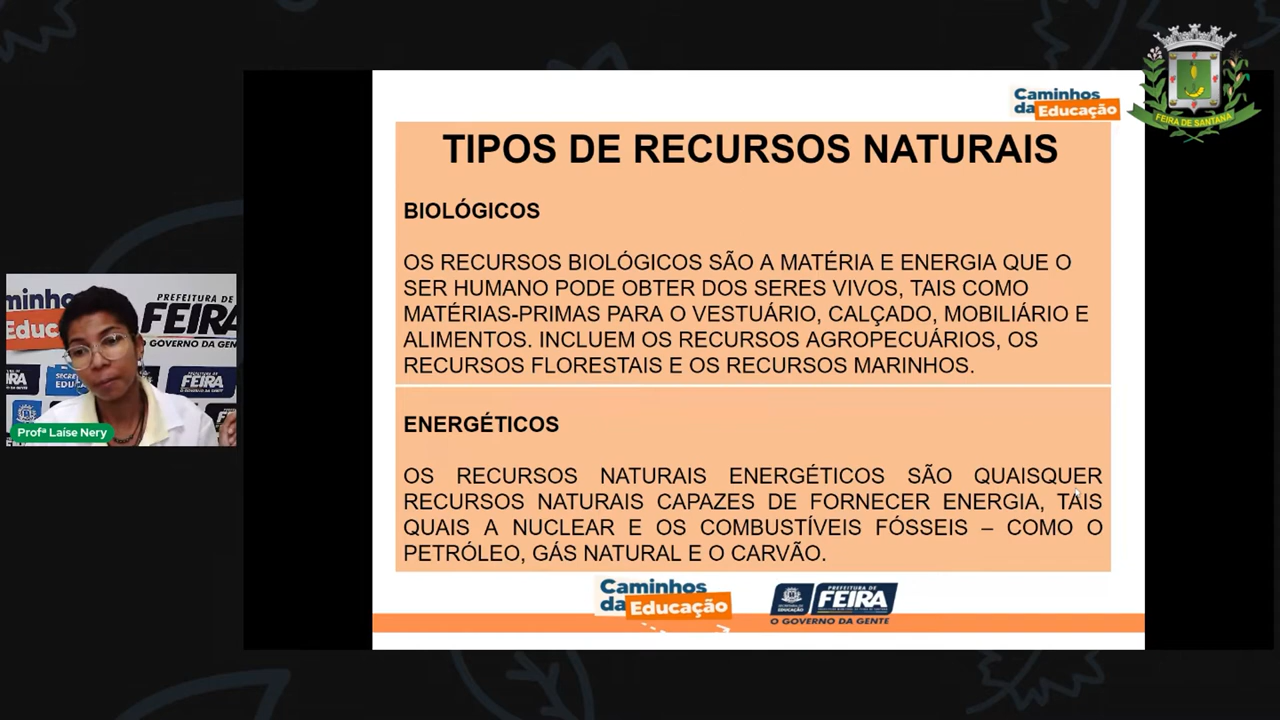 Caminhos
da Educação
FEIRA DE SANTANA
TIPOS DE RECURSOS NATURAIS
BIOLÓGICOS
OS RECURSOS BIOLÓGICOS SÃO A MATÉRIA E ENERGIA QUE O
SER HUMANO PODE OBTER DOS SERES VIVOS, TAIS COMO
MATÉRIAS-PRIMAS PARA O VESTUÁRIO, CALÇADO, MOBILIÁRIO E
ALIMENTOS. INCLUEM OS RECURSOS AGROPECUÁRIOS, OS
RECURSOS FLORESTAIS E OS RECURSOS MARINHOS.
ENERGÉTICOS
OS RECURSOS NATURAIS ENERGÉTICOS SÃO QUAISQUER
RECURSOS NATURAIS CAPAZES DE FORNECER ENERGIA, TAIS
QUAIS A NUCLEAR E OS COMBUSTÍVEIS FÓSSEIS – COMO O
PETRÓLEO, GÁS NATURAL E O CARVÃO.
PREFEITURA DE
FEIRA
GOVERNO DA GENTE
FEIRA
Profª Laíse Nery
Caminhos
da Educação
PREFEITURA DE
FEIRA
O GOVERNO DA GENTE